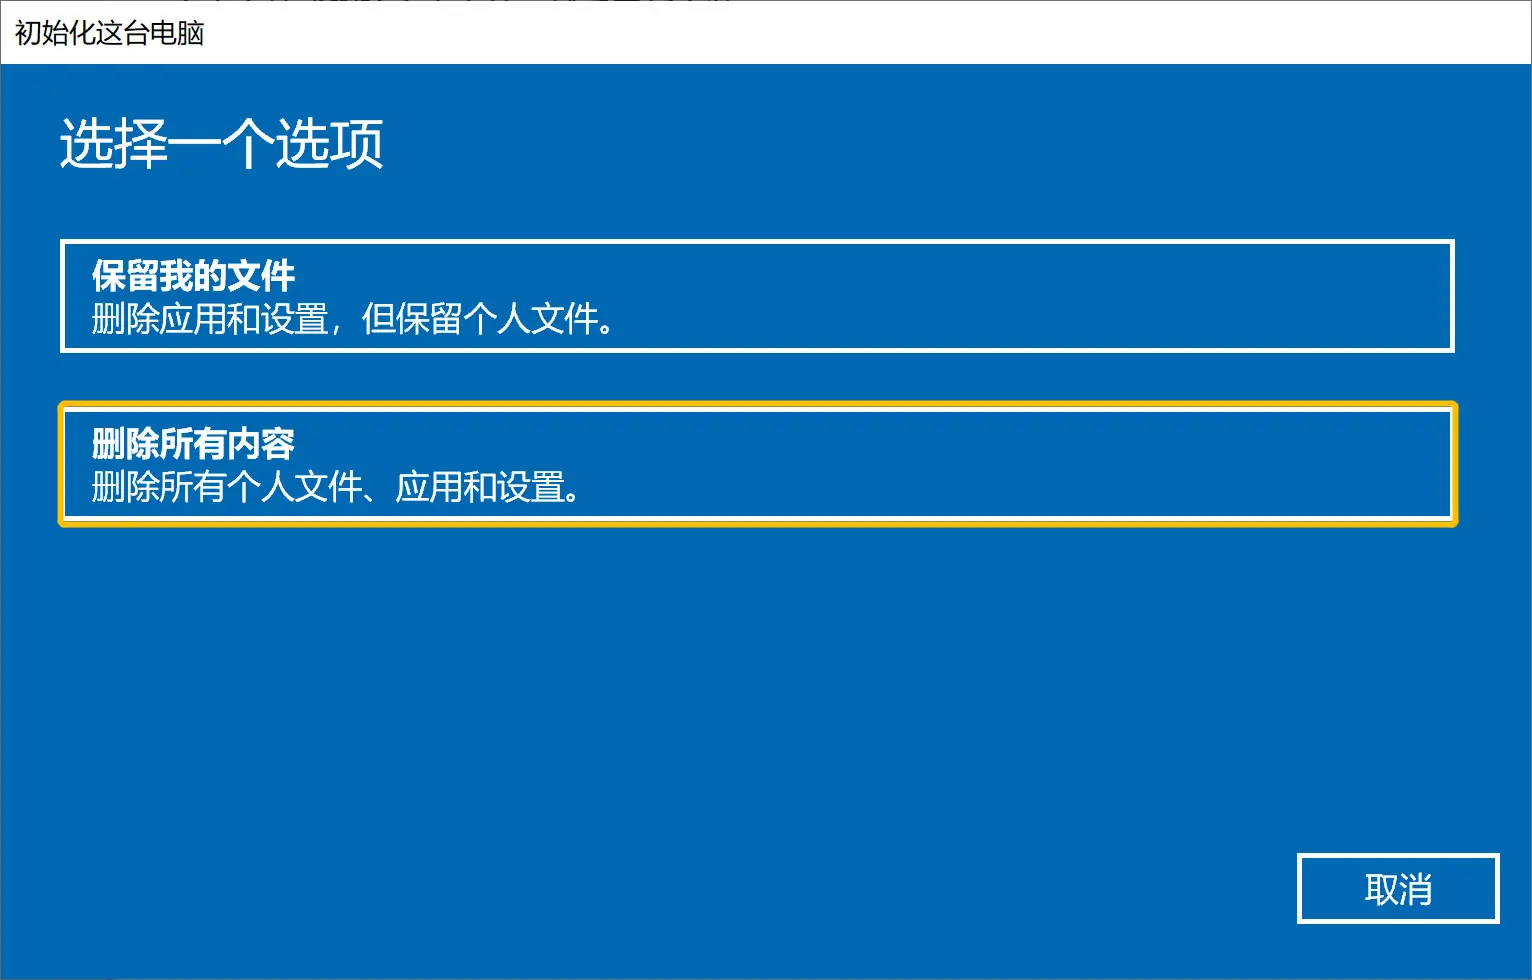 初始化这台电脑
选择一个选项
保留我的文件
删除应用和设置，但保留个人文件。
删除所有内容
删除所有个人文件、应用和设置。
取消